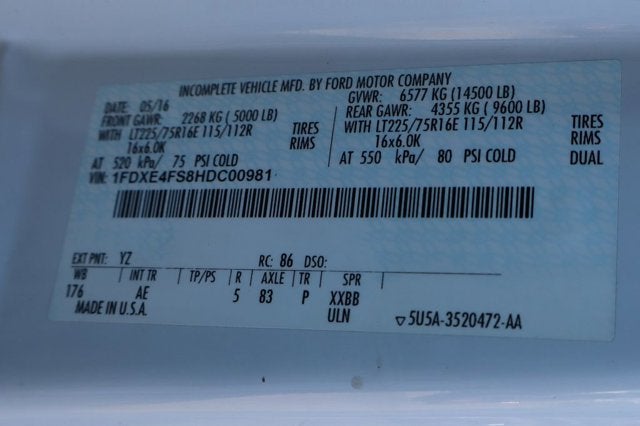 INCOMPLETE VEHICLE MFD. BY FORD MOTOR COMPANY
DATE: 05/16 GVWR: 6577 KG (14500 LB)
FRONT GAWR: 2268 KG (5000 LB) REAR GAWR: 4355 KG (9600 LB)
WITH LT225/75R16E 115/112R TIRES WITH LT225/75R16E 115/112R TIRES
16x6.0K RIMS 16x6.0K RIMS
AT 520 kPa/ 75 PSI COLD AT 550 kPa/ 80 PSI COLD DUAL
VIN: 1FDXE4FS8HDC00981
EXT PNT: YZ RC: 86 DSO:
WB INT TR TP/PS R AXLE TR SPR
176 AE 5 83 P XXBB
MADE IN U.S.A. ULN ▽5U5A-3520472-AA